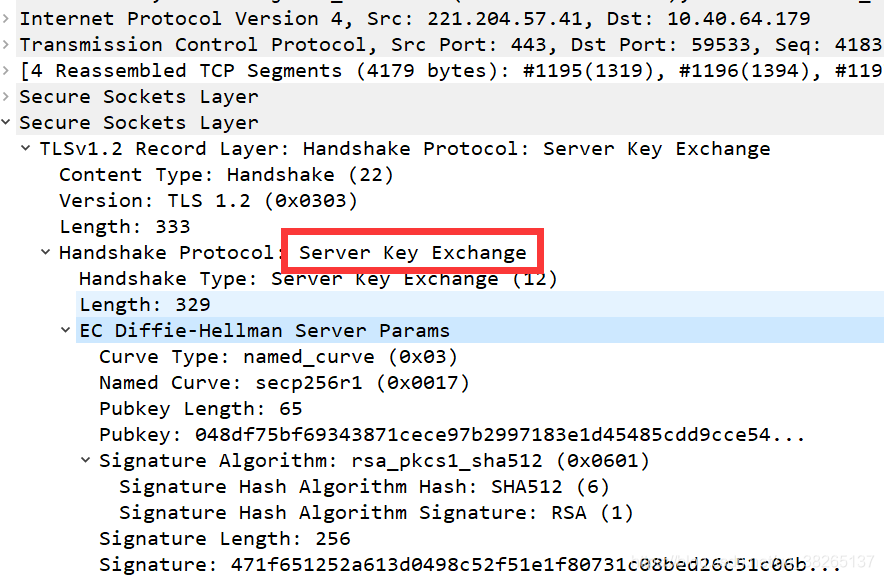 Internet Protocol Version 4, Src: 221.204.57.41, Dst: 10.40.64.179
Transmission Control Protocol, Src Port: 443, Dst Port: 59533, Seq: 4183
[4 Reassembled TCP Segments (4179 bytes): #1195(1319), #1196(1394), #119
Secure Sockets Layer
Secure Sockets Layer
TLSv1.2 Record Layer: Handshake Protocol: Server Key Exchange
Content Type: Handshake (22)
Version: TLS 1.2 (0x0303)
Length: 333
Handshake Protocol: Server Key Exchange
Handshake Type: Server Key Exchange (12)
Length: 329
EC Diffie-Hellman Server Params
Curve Type: named_curve (0x03)
Named Curve: secp256r1 (0x0017)
Pubkey Length: 65
Pubkey: 048df75bf69343871cece97b2997183e1d45485cdd9cce54...
Signature Algorithm: rsa_pkcs1_sha512 (0x0601)
Signature Hash Algorithm Hash: SHA512 (6)
Signature Hash Algorithm Signature: RSA (1)
Signature Length: 256
Signature: 471f651252a613d0498c52f51e1f80731c08bed26c51c06b...